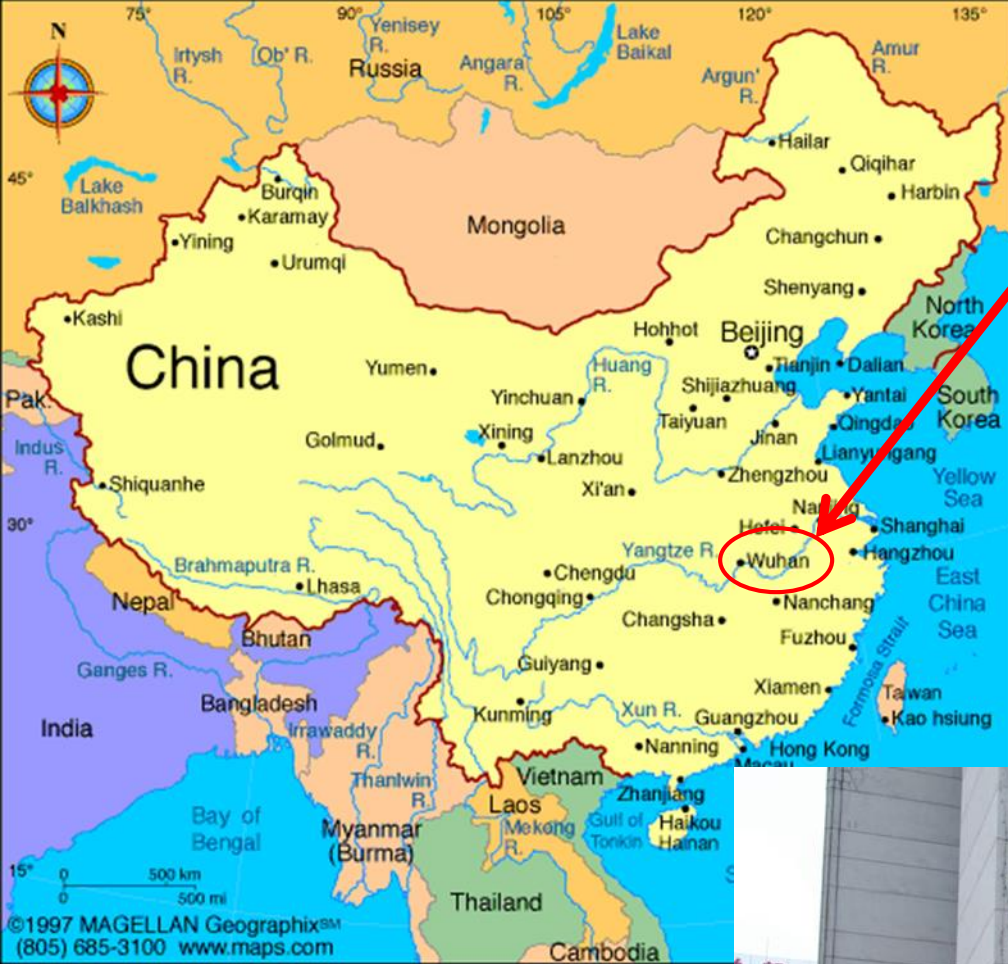 75°
90°
105°
120°
135°
N
Irtysh
R.
Ob' R.
Yenisey
R.
Russia
Angara
R.
Lake
Baikal
Argun'
R.
Amur
R.
Hailar
Qiqihar
Harbin
45°
Lake
Balkhash
Burqin
Karamay
Yining
Urumqi
Mongolia
Changchun
Shenyang
Kashi
China
Yumen
Hohhot
Beijing
North
Korea
Huang
R.
Tianjin
Dalian
Shijiazhuang
Pak.
Yinchuan
Taiyuan
Yantai
South
Korea
Golmud
Xining
Jinan
Qingdao
Indus
R.
Lanzhou
Lianyungang
Zhengzhou
Yellow
Sea
Shiquanhe
Xi'an
30°
Nanjing
Hefei
Shanghai
Yangtze R.
Wuhan
Hangzhou
Brahmaputra R.
Lhasa
Chengdu
East
China
Sea
Nepal
Chongqing
Nanchang
Changsha
Bhutan
Fuzhou
Ganges R.
Guiyang
Formosa Strait
Bangladesh
Xiamen
Taiwan
India
Irrawaddy
R.
Kunming
Xun R.
Guangzhou
Kao hsiung
Nanning
Hong Kong
Macau
Thanlwin
R.
Vietnam
Zhanjiang
Laos
Bay of
Bengal
Myanmar
(Burma)
Mekong
R.
Gulf of
Tonkin
Haikou
Hainan
S
15°
0 500 km
0 500 mi
Thailand
©1997 MAGELLAN Geographix℠
(805) 685-3100 www.maps.com
Cambodia